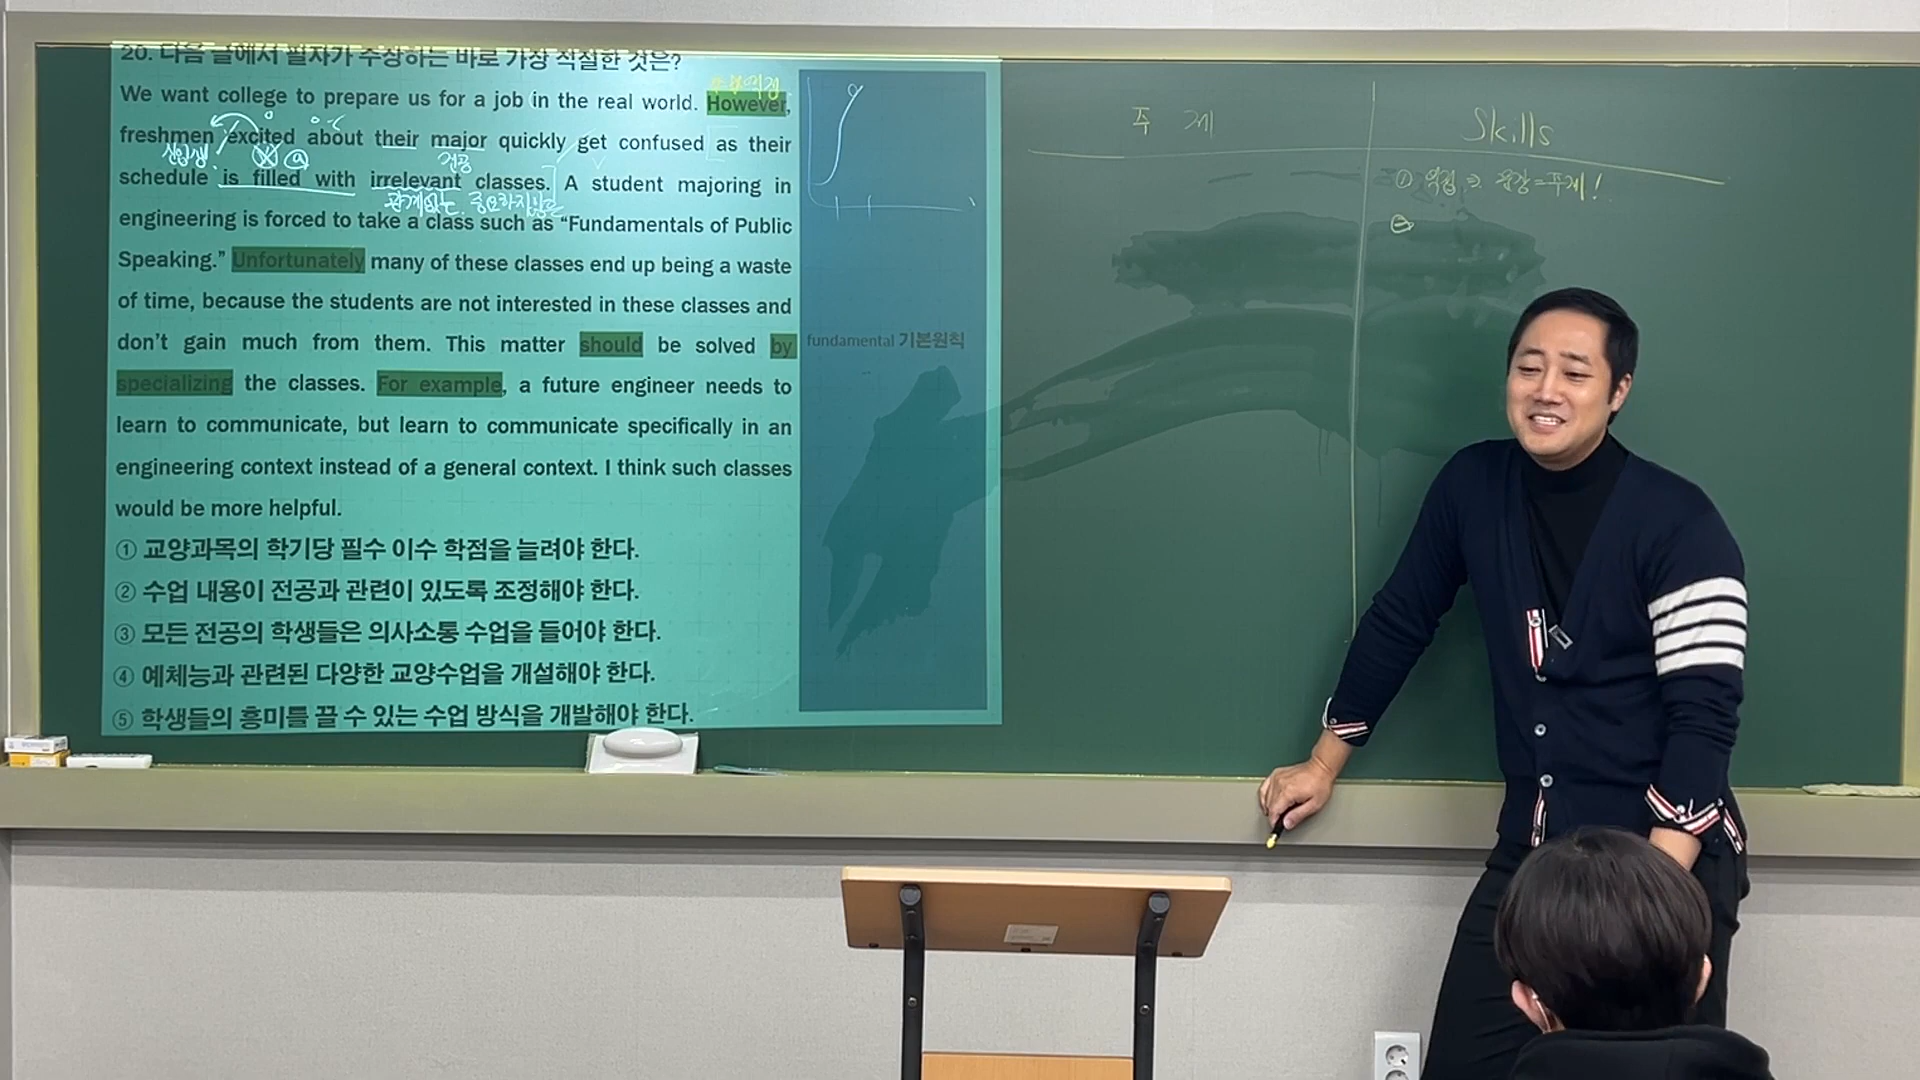 20. 다음 글에서 필자가 주장하는 바로 가장 적절한 것은?
We want college to prepare us for a job in the real world. However,
freshmen excited about their major quickly get confused as their
신입생 전공
schedule is filled with irrelevant classes. A student majoring in
관계없는, 중요하지않은
engineering is forced to take a class such as “Fundamentals of Public
Speaking.” Unfortunately many of these classes end up being a waste
of time, because the students are not interested in these classes and
don’t gain much from them. This matter should be solved by
specializing the classes. For example, a future engineer needs to
learn to communicate, but learn to communicate specifically in an
engineering context instead of a general context. I think such classes
would be more helpful.
① 교양과목의 학기당 필수 이수 학점을 늘려야 한다.
② 수업 내용이 전공과 관련이 있도록 조정해야 한다.
③ 모든 전공의 학생들은 의사소통 수업을 들어야 한다.
④ 예체능과 관련된 다양한 교양수업을 개설해야 한다.
⑤ 학생들의 흥미를 끌 수 있는 수업 방식을 개발해야 한다.
fundamental 기본원칙
주 제
Skills
① 역접 ⇒ 문장=주제!